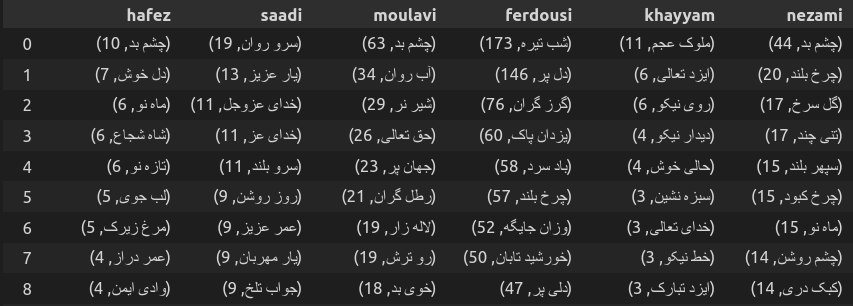 hafez saadi moulavi ferdousi khayyam nezami
0 (چشم بد, 10) (سرو روان, 19) (چشم بد, 63) (شب تیره, 173) (ملوک عجم, 11) (چشم بد, 44)
1 (دل خوش, 7) (یار عزیز, 13) (آب روان, 34) (دل پر, 146) (ایزد تعالی, 6) (چرخ بلند, 20)
2 (ماه نو, 6) (خدای عزوجل, 11) (شیر نر, 29) (گرز گران, 76) (روی نیکو, 6) (گل سرخ, 17)
3 (شاه شجاع, 6) (خدای عز, 11) (حق تعالی, 26) (یزدان پاک, 60) (دیدار نیکو, 4) (تنی چند, 17)
4 (تازه نو, 6) (سرو بلند, 11) (جهان پر, 23) (باد سرد, 58) (حالی خوش, 4) (سپهر بلند, 15)
5 (لب جوی, 5) (روز روشن, 9) (رطل گران, 21) (چرخ بلند, 57) (سبزه نشین, 3) (چرخ کبود, 15)
6 (مرغ زیرک, 5) (عمر عزیز, 9) (لاله زار, 19) (وزان جایگه, 52) (خدای تعالی, 3) (ماه نو, 15)
7 (عمر دراز, 4) (یار مهربان, 9) (رو ترش, 19) (خورشید تابان, 50) (خط نیکو, 3) (چشم روشن, 14)
8 (وادی ایمن, 4) (جواب تلخ, 9) (خوی بد, 18) (دلی پر, 47) (ایزد تبارک, 3) (کبک دری, 14)